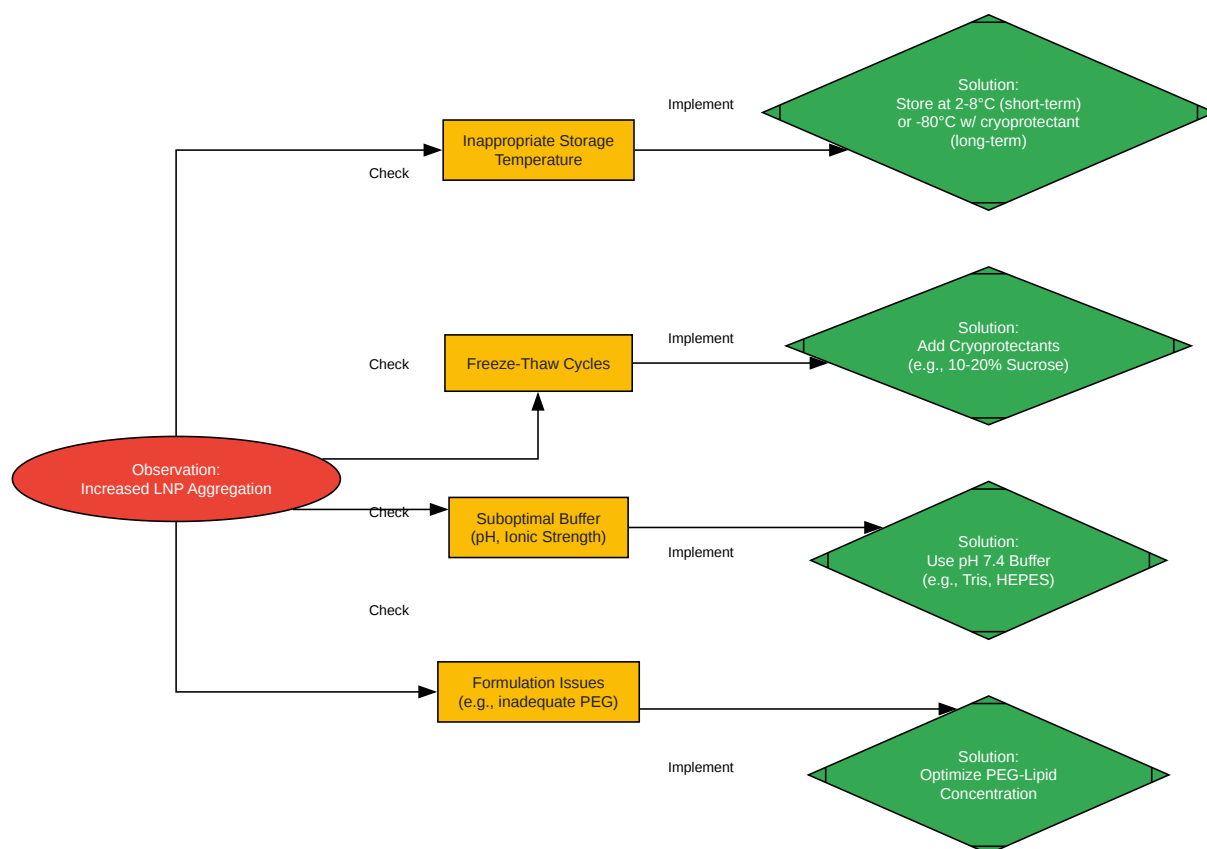 Solution:
Store at 2-8°C (short-term)
or -80°C w/ cryoprotectant
(long-term)
Implement
Inappropriate Storage
Temperature
Check
Solution:
Add Cryoprotectants
(e.g., 10-20% Sucrose)
Implement
Check
Freeze-Thaw Cycles
Observation:
Increased LNP Aggregation
Check
Suboptimal Buffer
(pH, Ionic Strength)
Implement
Solution:
Use pH 7.4 Buffer
(e.g., Tris, HEPES)
Check
Formulation Issues
(e.g., inadequate PEG)
Implement
Solution:
Optimize PEG-Lipid
Concentration